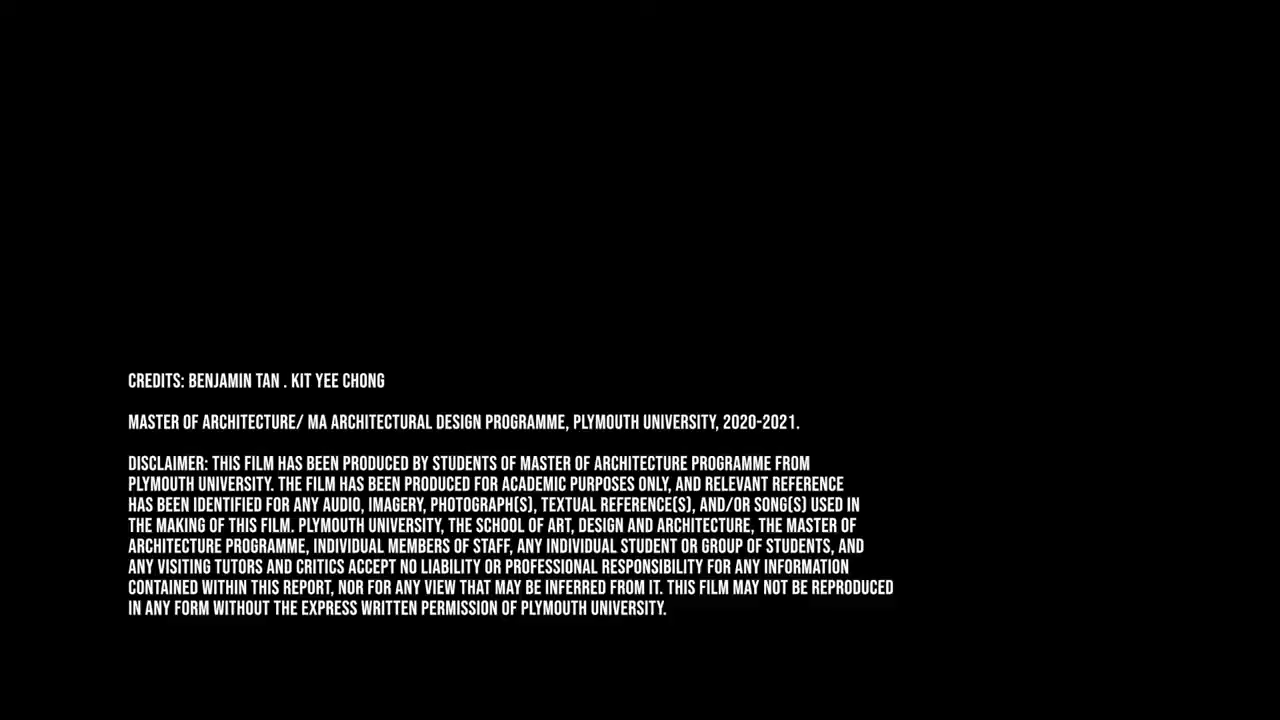 CREDITS: BENJAMIN TAN . KIT YEE CHONG
MASTER OF ARCHITECTURE/ MA ARCHITECTURAL DESIGN PROGRAMME, PLYMOUTH UNIVERSITY, 2020-2021.
DISCLAIMER: THIS FILM HAS BEEN PRODUCED BY STUDENTS OF MASTER OF ARCHITECTURE PROGRAMME FROM
PLYMOUTH UNIVERSITY. THE FILM HAS BEEN PRODUCED FOR ACADEMIC PURPOSES ONLY, AND RELEVANT REFERENCE
HAS BEEN IDENTIFIED FOR ANY AUDIO, IMAGERY, PHOTOGRAPH(S), TEXTUAL REFERENCE(S), AND/OR SONG(S) USED IN
THE MAKING OF THIS FILM. PLYMOUTH UNIVERSITY, THE SCHOOL OF ART, DESIGN AND ARCHITECTURE, THE MASTER OF
ARCHITECTURE PROGRAMME, INDIVIDUAL MEMBERS OF STAFF, ANY INDIVIDUAL STUDENT OR GROUP OF STUDENTS, AND
ANY VISITING TUTORS AND CRITICS ACCEPT NO LIABILITY OR PROFESSIONAL RESPONSIBILITY FOR ANY INFORMATION
CONTAINED WITHIN THIS REPORT, NOR FOR ANY VIEW THAT MAY BE INFERRED FROM IT. THIS FILM MAY NOT BE REPRODUCED
IN ANY FORM WITHOUT THE EXPRESS WRITTEN PERMISSION OF PLYMOUTH UNIVERSITY.